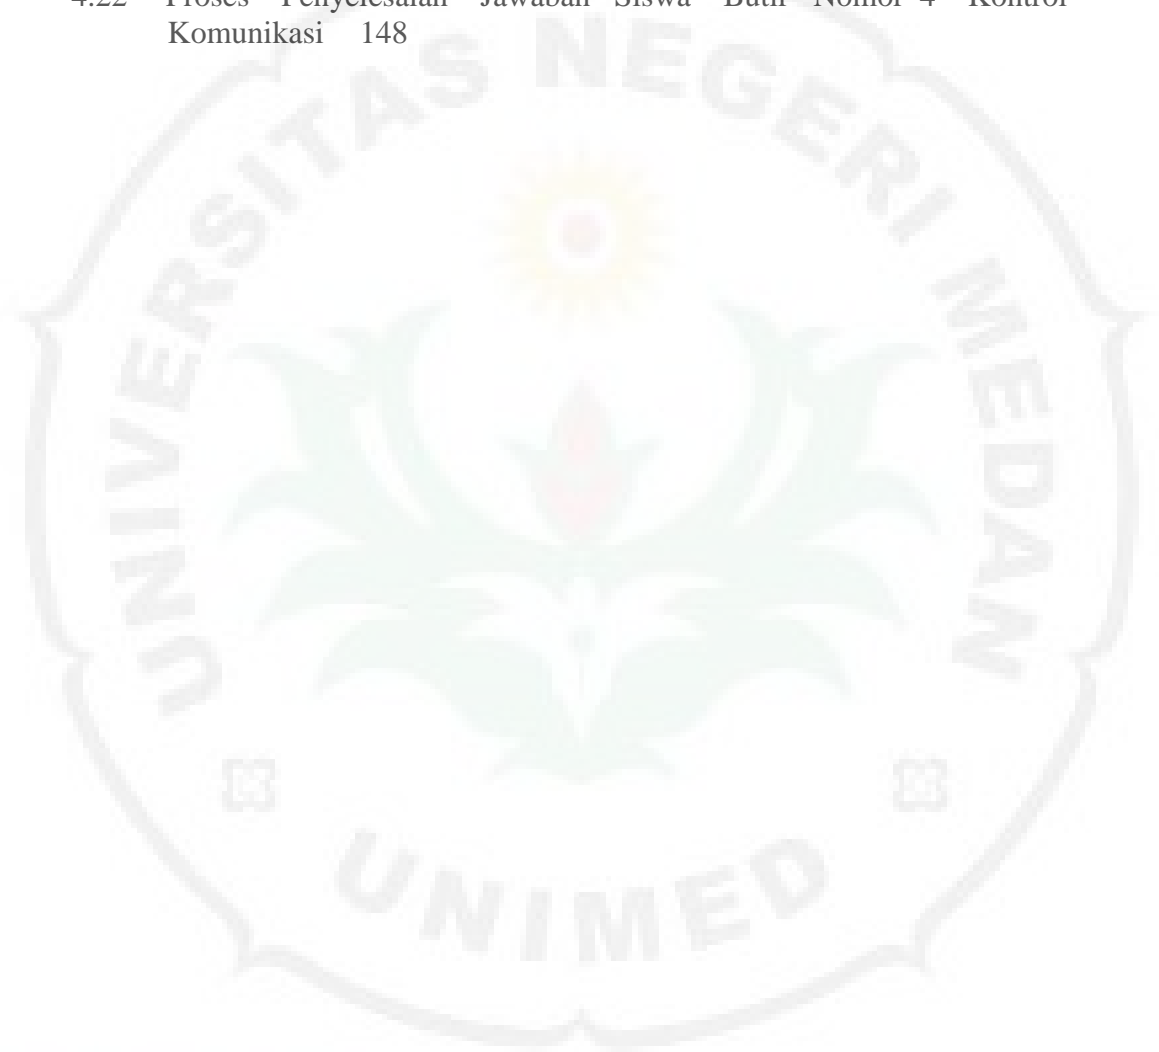 4.22 Proses Penyelesaian Jawaban Siswa Butir Nomor 4 Kontrol
Komunikasi 148
UNIVERSITAS NEGERI MEDAN
UNIMED